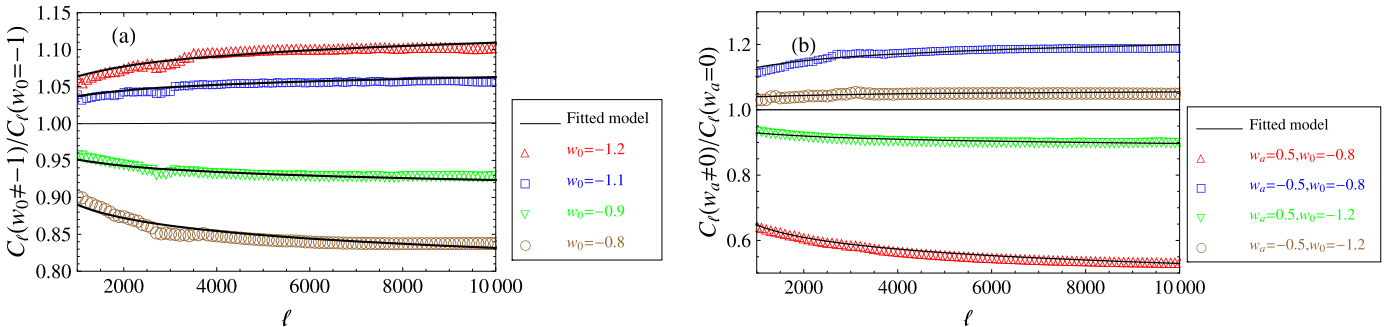 (a)
C_ℓ(w_0≠−1)/C_ℓ(w_0=−1)
1.15
1.10
1.05
1.00
0.95
0.90
0.85
0.80
2000 4000 6000 8000 10 000
ℓ
Fitted model
w_0=−1.2
w_0=−1.1
w_0=−0.9
w_0=−0.8
(b)
C_ℓ(w_a≠0)/C_ℓ(w_a=0)
1.2
1.0
0.8
0.6
2000 4000 6000 8000 10 000
ℓ
Fitted model
w_a=0.5,w_0=−0.8
w_a=−0.5,w_0=−0.8
w_a=0.5,w_0=−1.2
w_a=−0.5,w_0=−1.2